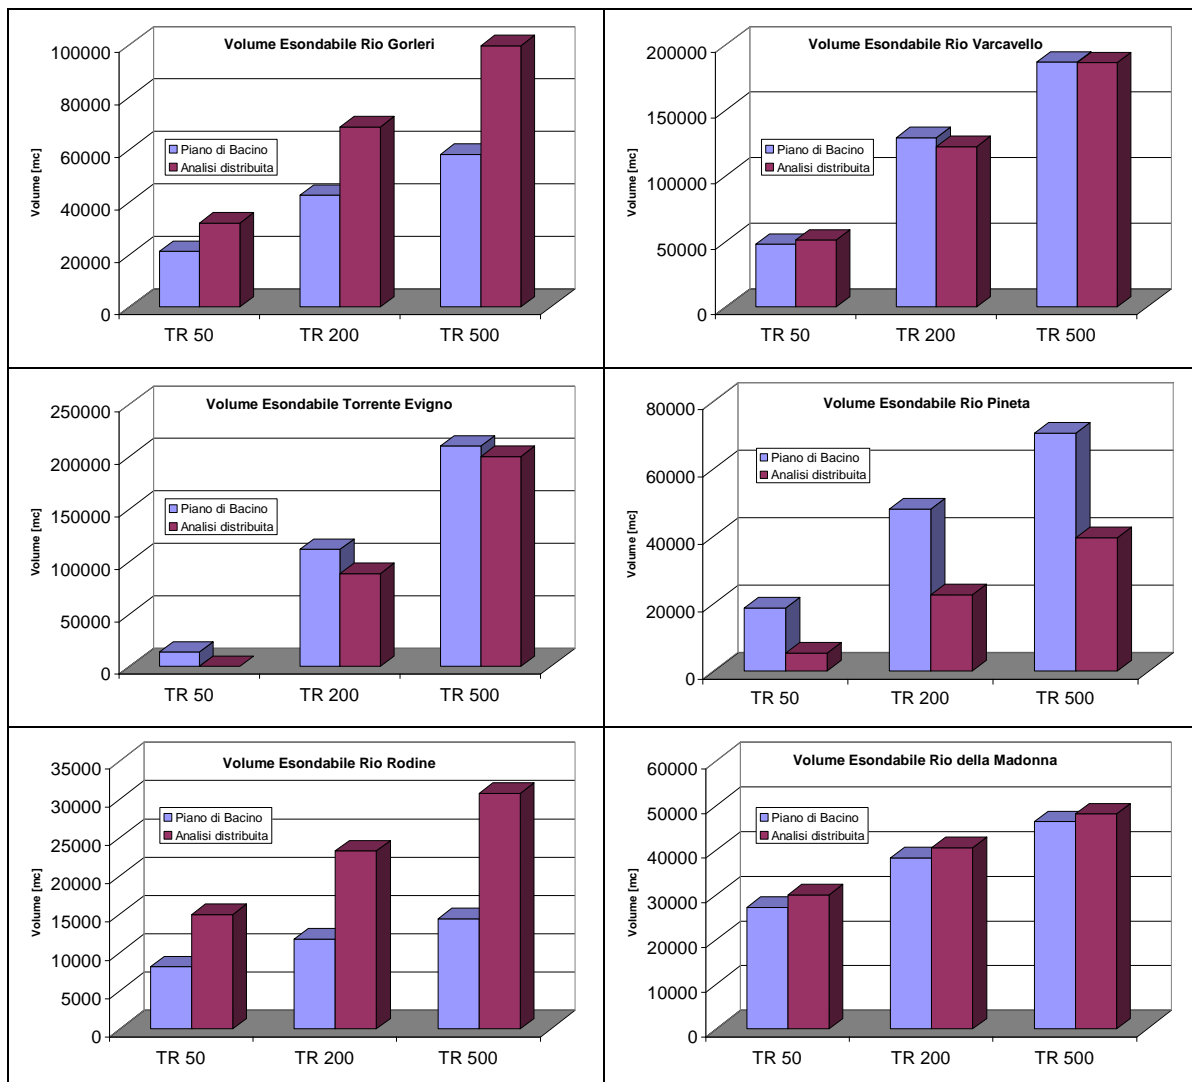 Volume Esondabile Rio Gorleri
100000
80000
60000
40000
20000
0
Volume [mc]
Piano di Bacino
Analisi distribuita
TR 50
TR 200
TR 500
Volume Esondabile Rio Varcavello
200000
150000
100000
50000
0
Volume [mc]
Piano di Bacino
Analisi distribuita
TR 50
TR 200
TR 500
Volume Esondabile Torrente Evigno
250000
200000
150000
100000
50000
0
Volume [mc]
Piano di Bacino
Analisi distribuita
TR 50
TR 200
TR 500
Volume Esondabile Rio Pineta
80000
60000
40000
20000
0
Volume [mc]
Piano di Bacino
Analisi distribuita
TR 50
TR 200
TR 500
Volume Esondabile Rio Rodine
35000
30000
25000
20000
15000
10000
5000
0
Volume [mc]
Piano di Bacino
Analisi distribuita
TR 50
TR 200
TR 500
Volume Esondabile Rio della Madonna
60000
50000
40000
30000
20000
10000
0
Volume [mc]
Piano di Bacino
Analisi distribuita
TR 50
TR 200
TR 500